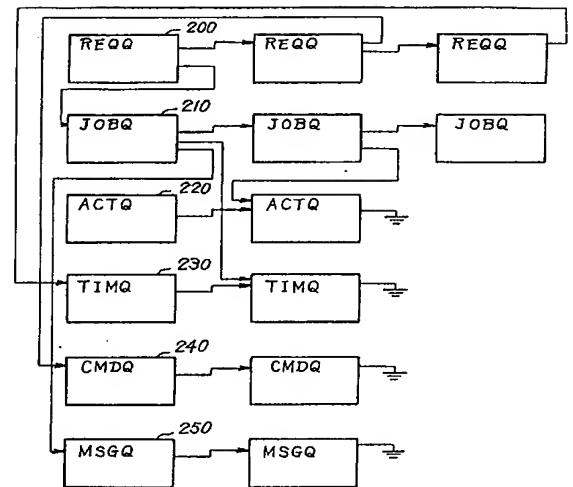 200
REQQ REQQ REQQ
210
JOBQ JOBQ JOBQ
220
ACTQ ACTQ
230
TIMQ TIMQ
240
CMDQ CMDQ
250
MSGQ MSGQ